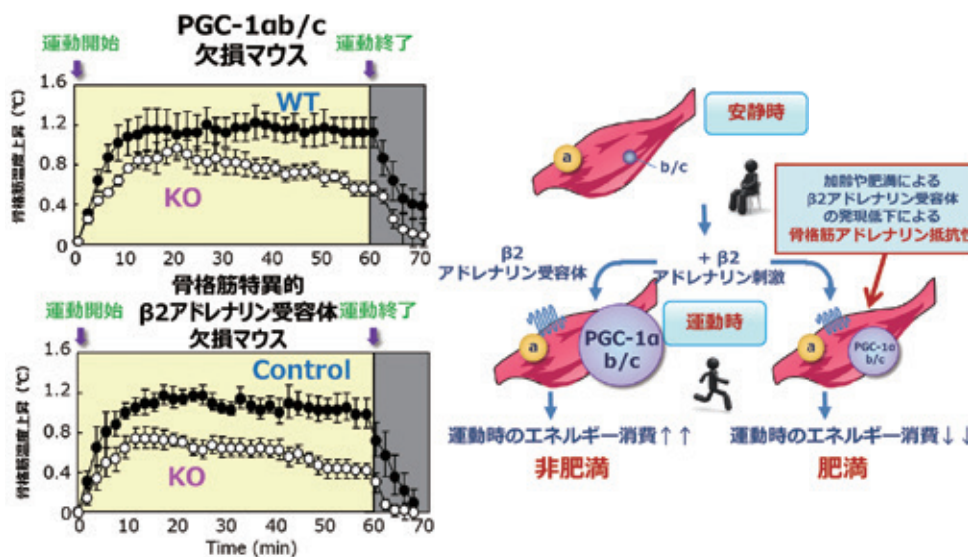 PGC-1αb/c
欠損マウス
運動開始
運動終了
骨格筋温度上昇（℃）
1.6
1.2
0.8
0.4
0
WT
KO
0 10 20 30 40 50 60 70
骨格筋特異的
β2アドレナリン受容体
欠損マウス
運動開始
運動終了
骨格筋温度上昇（℃）
1.6
1.2
0.8
0.4
0
Control
KO
0 10 20 30 40 50 60 70
Time (min)
安静時
a
b/c
加齢や肥満による
β2アドレナリン受容体
の発現低下による
骨格筋アドレナリン抵抗性
β2
アドレナリン受容体
+ β2
アドレナリン刺激
a
PGC-1α
b/c
運動時
a
PGC-1α
b/c
運動時のエネルギー消費↑↑
非肥満
運動時のエネルギー消費↓↓
肥満